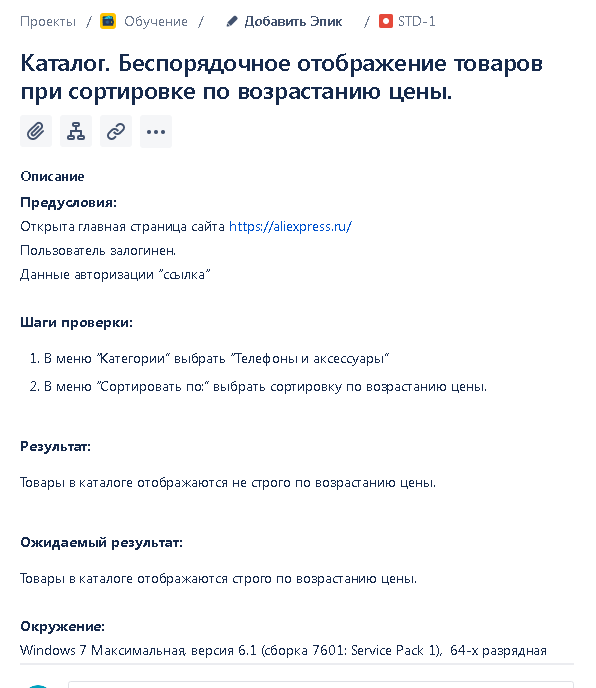 Проекты / Обучение / Добавить Эпик / STD-1
Каталог. Беспорядочное отображение товаров
при сортировке по возрастанию цены.
Описание
Предусловия:
Открыта главная страница сайта https://aliexpress.ru/
Пользователь залогинен.
Данные авторизации "ссылка"
Шаги проверки:
1. В меню "Категории" выбрать "Телефоны и аксессуары"
2. В меню "Сортировать по:" выбрать сортировку по возрастанию цены.
Результат:
Товары в каталоге отображаются не строго по возрастанию цены.
Ожидаемый результат:
Товары в каталоге отображаются строго по возрастанию цены.
Окружение:
Windows 7 Максимальная, версия 6.1 (сборка 7601: Service Pack 1), 64-х разрядная